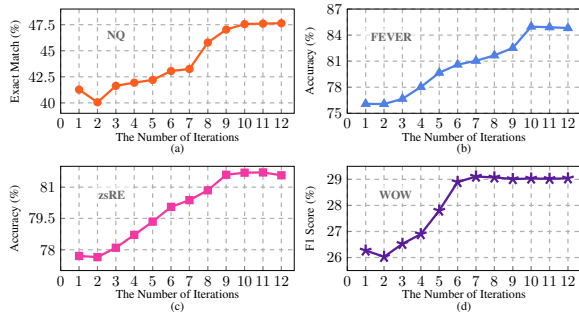 Exact Match (%)
47.5
45
42.5
40
NQ
0 1 2 3 4 5 6 7 8 9 10 11 12
The Number of Iterations
(a)
Accuracy (%)
87
84
81
78
75
FEVER
0 1 2 3 4 5 6 7 8 9 10 11 12
The Number of Iterations
(b)
Accuracy (%)
81
79.5
78
zsRE
0 1 2 3 4 5 6 7 8 9 10 11 12
The Number of Iterations
(c)
F1 Score (%)
29
28
27
26
WOW
0 1 2 3 4 5 6 7 8 9 10 11 12
The Number of Iterations
(d)